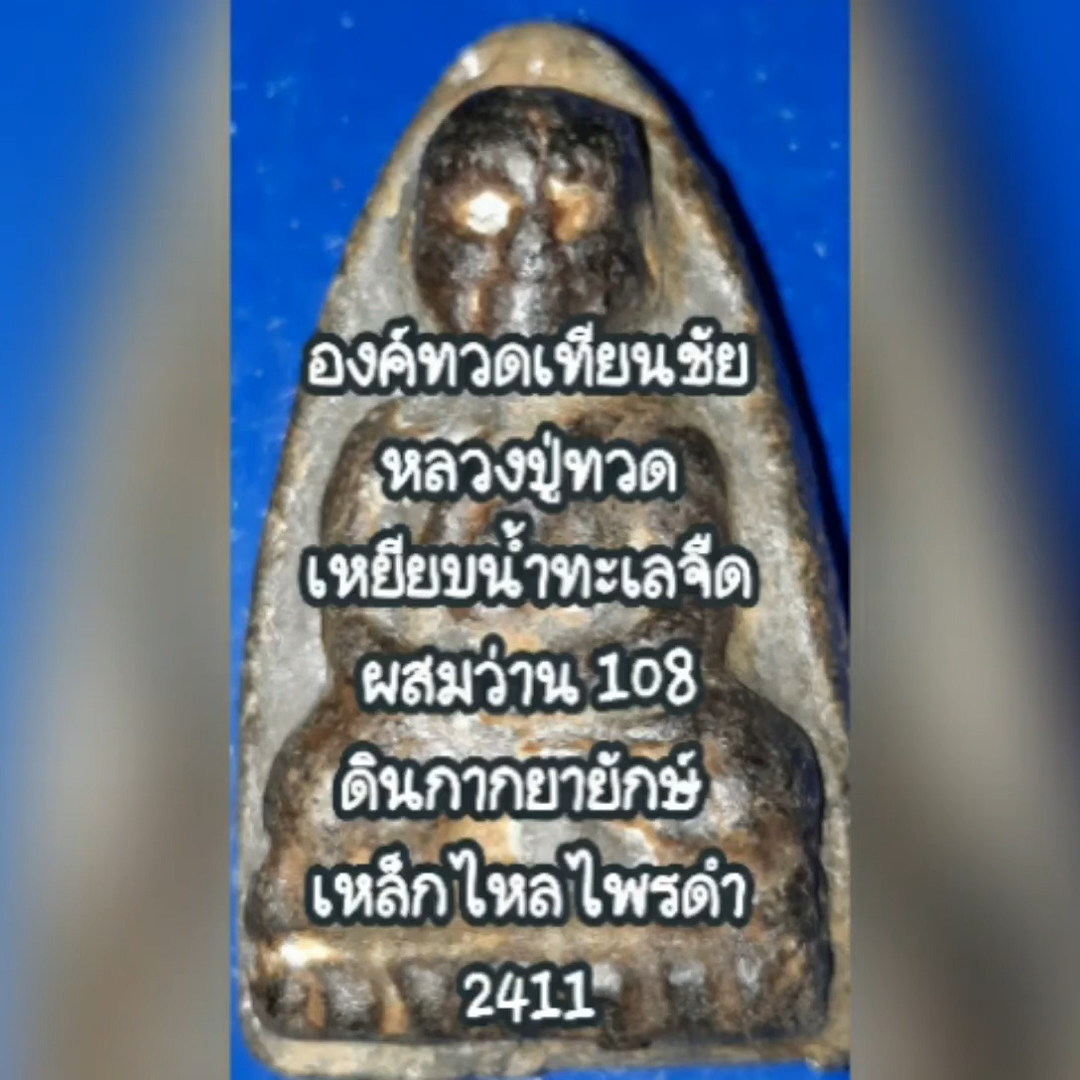 องค์ทวดเทียนชัย
หลวงปู่ทวด
เหยียบน้ำทะเลจืด
ผสมว่าน 108
ดินกากยายักษ์
เหล็กไหลไพรดำ
2411